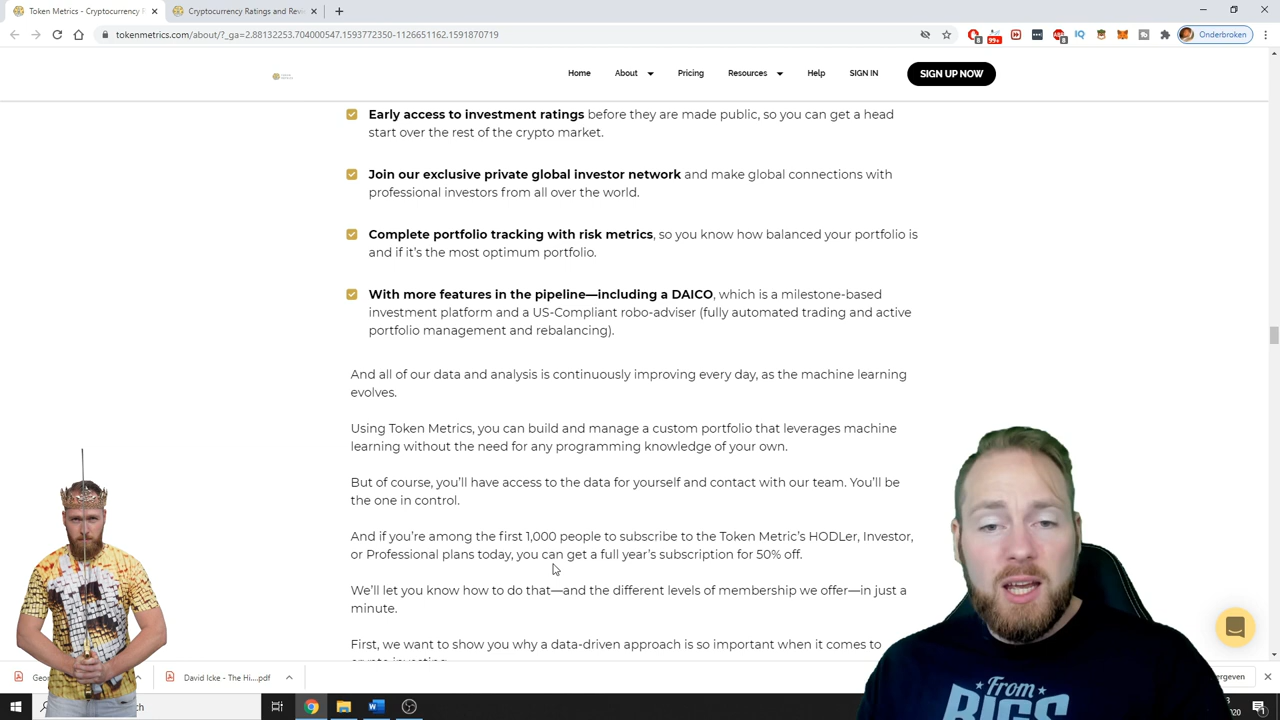 Token Metrics - Cryptocurrency R
Cryptocurrency Ratings and Revi
tokenmetrics.com/about/?_ga=2.88132253.704000547.1593772350-1126651162.1591870719
Onderbroken
Home About Pricing Resources Help SIGN IN SIGN UP NOW
Early access to investment ratings before they are made public, so you can get a head
start over the rest of the crypto market.
Join our exclusive private global investor network and make global connections with
professional investors from all over the world.
Complete portfolio tracking with risk metrics, so you know how balanced your portfolio is
and if it's the most optimum portfolio.
With more features in the pipeline—including a DAICO, which is a milestone-based
investment platform and a US-Compliant robo-adviser (fully automated trading and active
portfolio management and rebalancing).
And all of our data and analysis is continuously improving every day, as the machine learning
evolves.
Using Token Metrics, you can build and manage a custom portfolio that leverages machine
learning without the need for any programming knowledge of your own.
But of course, you'll have access to the data for yourself and contact with our team. You'll be
the one in control.
And if you're among the first 1,000 people to subscribe to the Token Metric's HODLer, Investor,
or Professional plans today, you can get a full year's subscription for 50% off.
We'll let you know how to do that—and the different levels of membership we offer—in just a
minute.
First, we want to show you why a data-driven approach is so important when it comes to
crypto investing
Geor
David Icke - The Hi....pdf
ergeven
From
RIGS